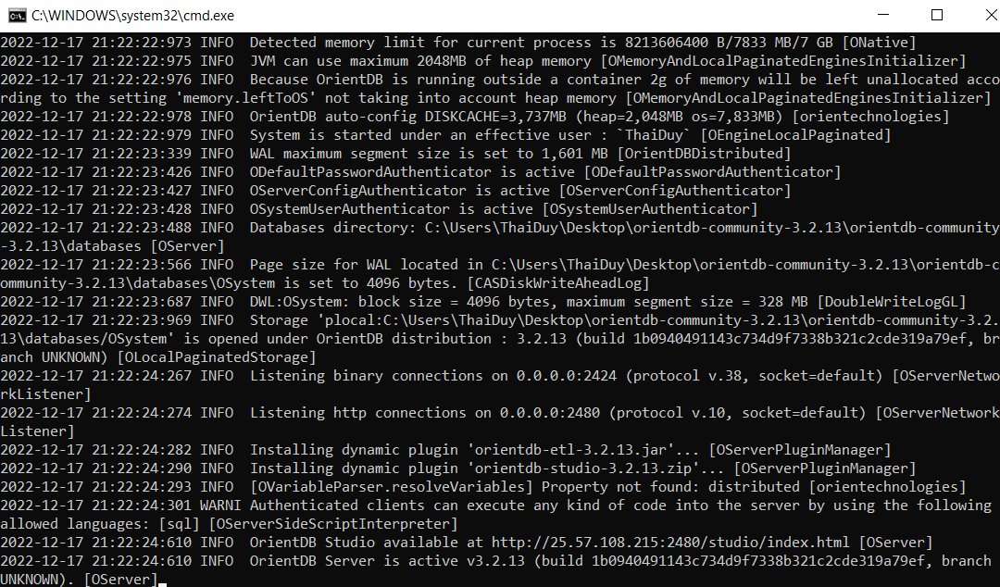 C:\WINDOWS\system32\cmd.exe
2022-12-17 21:22:22:973 INFO  Detected memory limit for current process is 8213606400 B/7833 MB/7 GB [ONative]
2022-12-17 21:22:22:975 INFO  JVM can use maximum 2048MB of heap memory [OMemoryAndLocalPaginatedEnginesInitializer]
2022-12-17 21:22:22:976 INFO  Because OrientDB is running outside a container 2g of memory will be left unallocated acco
rding to the setting 'memory.leftToOS' not taking into account heap memory [OMemoryAndLocalPaginatedEnginesInitializer]
2022-12-17 21:22:22:978 INFO  OrientDB auto-config DISKCACHE=3,737MB (heap=2,048MB os=7,833MB) [orientechnologies]
2022-12-17 21:22:22:979 INFO  System is started under an effective user : `ThaiDuy` [OEngineLocalPaginated]
2022-12-17 21:22:23:339 INFO  WAL maximum segment size is set to 1,601 MB [OrientDBDistributed]
2022-12-17 21:22:23:426 INFO  ODefaultPasswordAuthenticator is active [ODefaultPasswordAuthenticator]
2022-12-17 21:22:23:427 INFO  OServerConfigAuthenticator is active [OServerConfigAuthenticator]
2022-12-17 21:22:23:428 INFO  OSystemUserAuthenticator is active [OSystemUserAuthenticator]
2022-12-17 21:22:23:488 INFO  Databases directory: C:\Users\ThaiDuy\Desktop\orientdb-community-3.2.13\orientdb-community
-3.2.13\databases [OServer]
2022-12-17 21:22:23:566 INFO  Page size for WAL located in C:\Users\ThaiDuy\Desktop\orientdb-community-3.2.13\orientdb-c
ommunity-3.2.13\databases\OSystem is set to 4096 bytes. [CASDiskWriteAheadLog]
2022-12-17 21:22:23:687 INFO  DWL:OSystem: block size = 4096 bytes, maximum segment size = 328 MB [DoubleWriteLogGL]
2022-12-17 21:22:23:969 INFO  Storage 'plocal:C:\Users\ThaiDuy\Desktop\orientdb-community-3.2.13\orientdb-community-3.2.
13\databases/OSystem' is opened under OrientDB distribution : 3.2.13 (build 1b0940491143c734d9f7338b321c2cde319a79ef, br
anch UNKNOWN) [OLocalPaginatedStorage]
2022-12-17 21:22:24:267 INFO  Listening binary connections on 0.0.0.0:2424 (protocol v.38, socket=default) [OServerNetwo
rkListener]
2022-12-17 21:22:24:274 INFO  Listening http connections on 0.0.0.0:2480 (protocol v.10, socket=default) [OServerNetwork
Listener]
2022-12-17 21:22:24:282 INFO  Installing dynamic plugin 'orientdb-etl-3.2.13.jar'... [OServerPluginManager]
2022-12-17 21:22:24:290 INFO  Installing dynamic plugin 'orientdb-studio-3.2.13.zip'... [OServerPluginManager]
2022-12-17 21:22:24:293 INFO  [OVariableParser.resolveVariables] Property not found: distributed [orientechnologies]
2022-12-17 21:22:24:301 WARNI Authenticated clients can execute any kind of code into the server by using the following
allowed languages: [sql] [OServerSideScriptInterpreter]
2022-12-17 21:22:24:610 INFO  OrientDB Studio available at http://25.57.108.215:2480/studio/index.html [OServer]
2022-12-17 21:22:24:610 INFO  OrientDB Server is active v3.2.13 (build 1b0940491143c734d9f7338b321c2cde319a79ef, branch
UNKNOWN). [OServer]